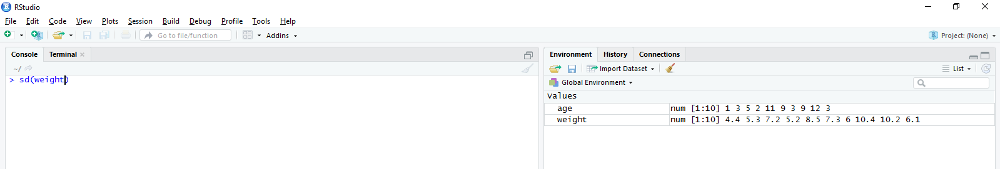 RStudio
File Edit Code View Plots Session Build Debug Profile Tools Help
Go to file/function Addins Project: (None)
Console Terminal
~/
> sd(weight)
Environment History Connections
Import Dataset List
Global Environment
Values
age num [1:10] 1 3 5 2 11 9 3 9 12 3
weight num [1:10] 4.4 5.3 7.2 5.2 8.5 7.3 6 10.4 10.2 6.1